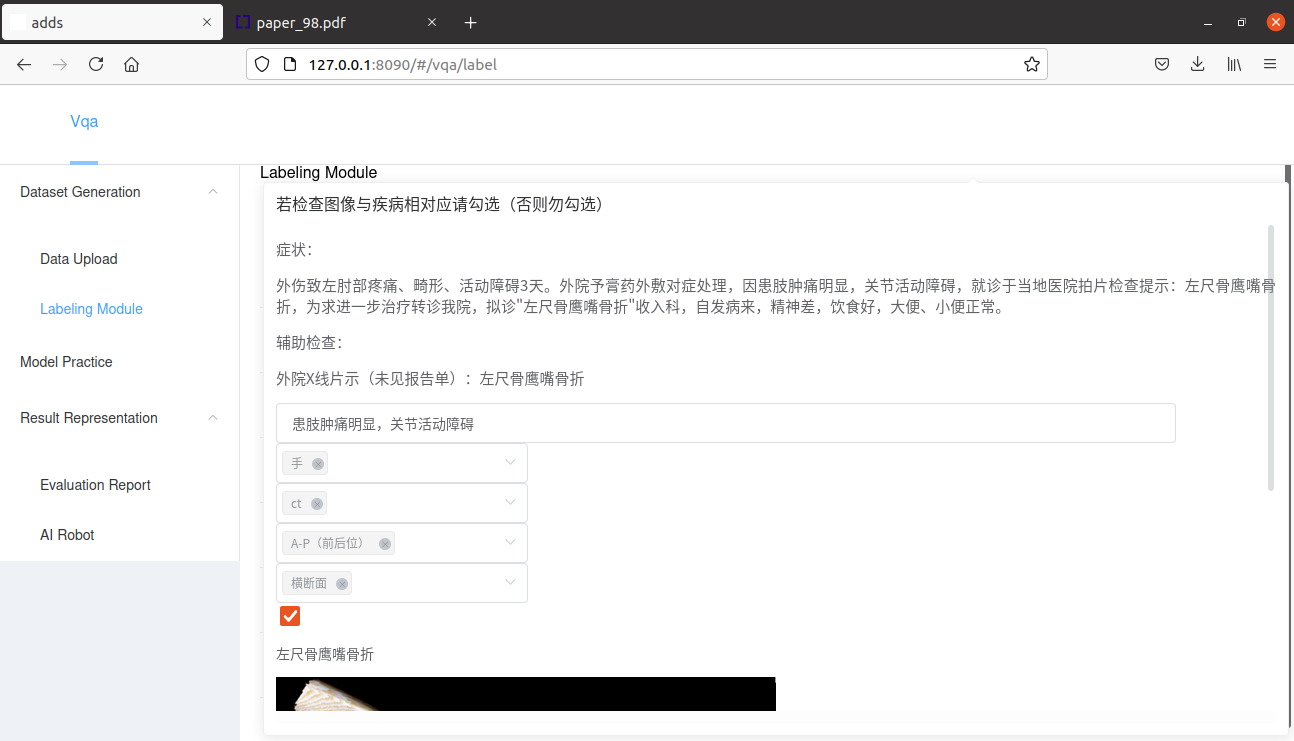 adds
paper_98.pdf
127.0.0.1:8090/#/vqa/label
Vqa
Dataset Generation
Data Upload
Labeling Module
Model Practice
Result Representation
Evaluation Report
AI Robot
Labeling Module
若检查图像与疾病相对应请勾选（否则勿勾选）
症状：
外伤致左肘部疼痛、畸形、活动障碍3天。外院予膏药外敷对症处理，因患肢肿痛明显，关节活动障碍，就诊于当地医院拍片检查提示：左尺骨鹰嘴骨
折，为求进一步治疗转诊我院，拟诊"左尺骨鹰嘴骨折"收入科，自发病来，精神差，饮食好，大便、小便正常。
辅助检查：
外院X线片示（未见报告单）：左尺骨鹰嘴骨折
患肢肿痛明显，关节活动障碍
手
ct
A-P（前后位）
横断面
左尺骨鹰嘴骨折